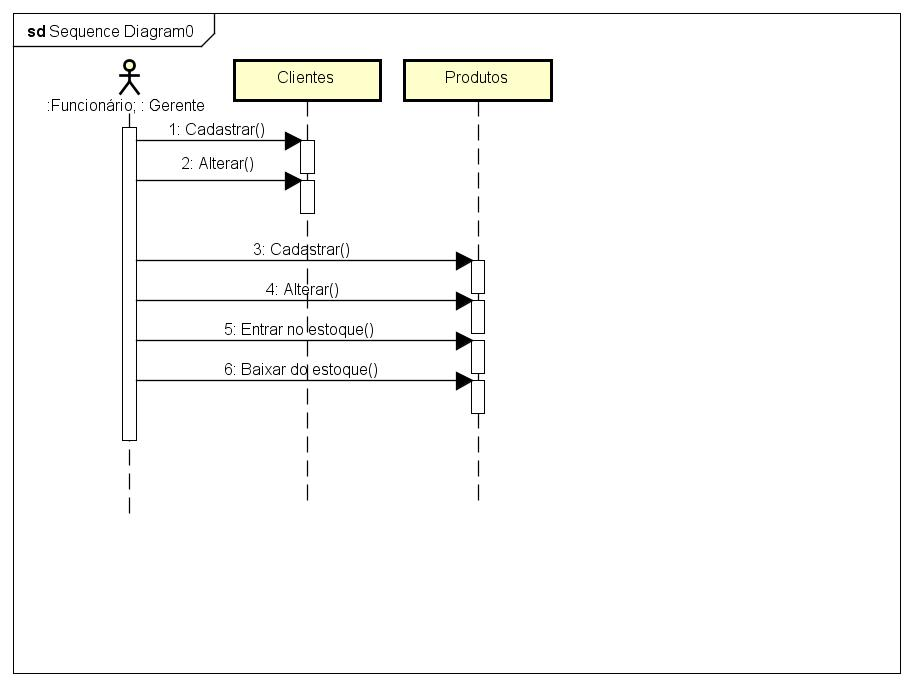 sd Sequence Diagram0
:Funcionário; : Gerente
Clientes
Produtos
1: Cadastrar()
2: Alterar()
3: Cadastrar()
4: Alterar()
5: Entrar no estoque()
6: Baixar do estoque()